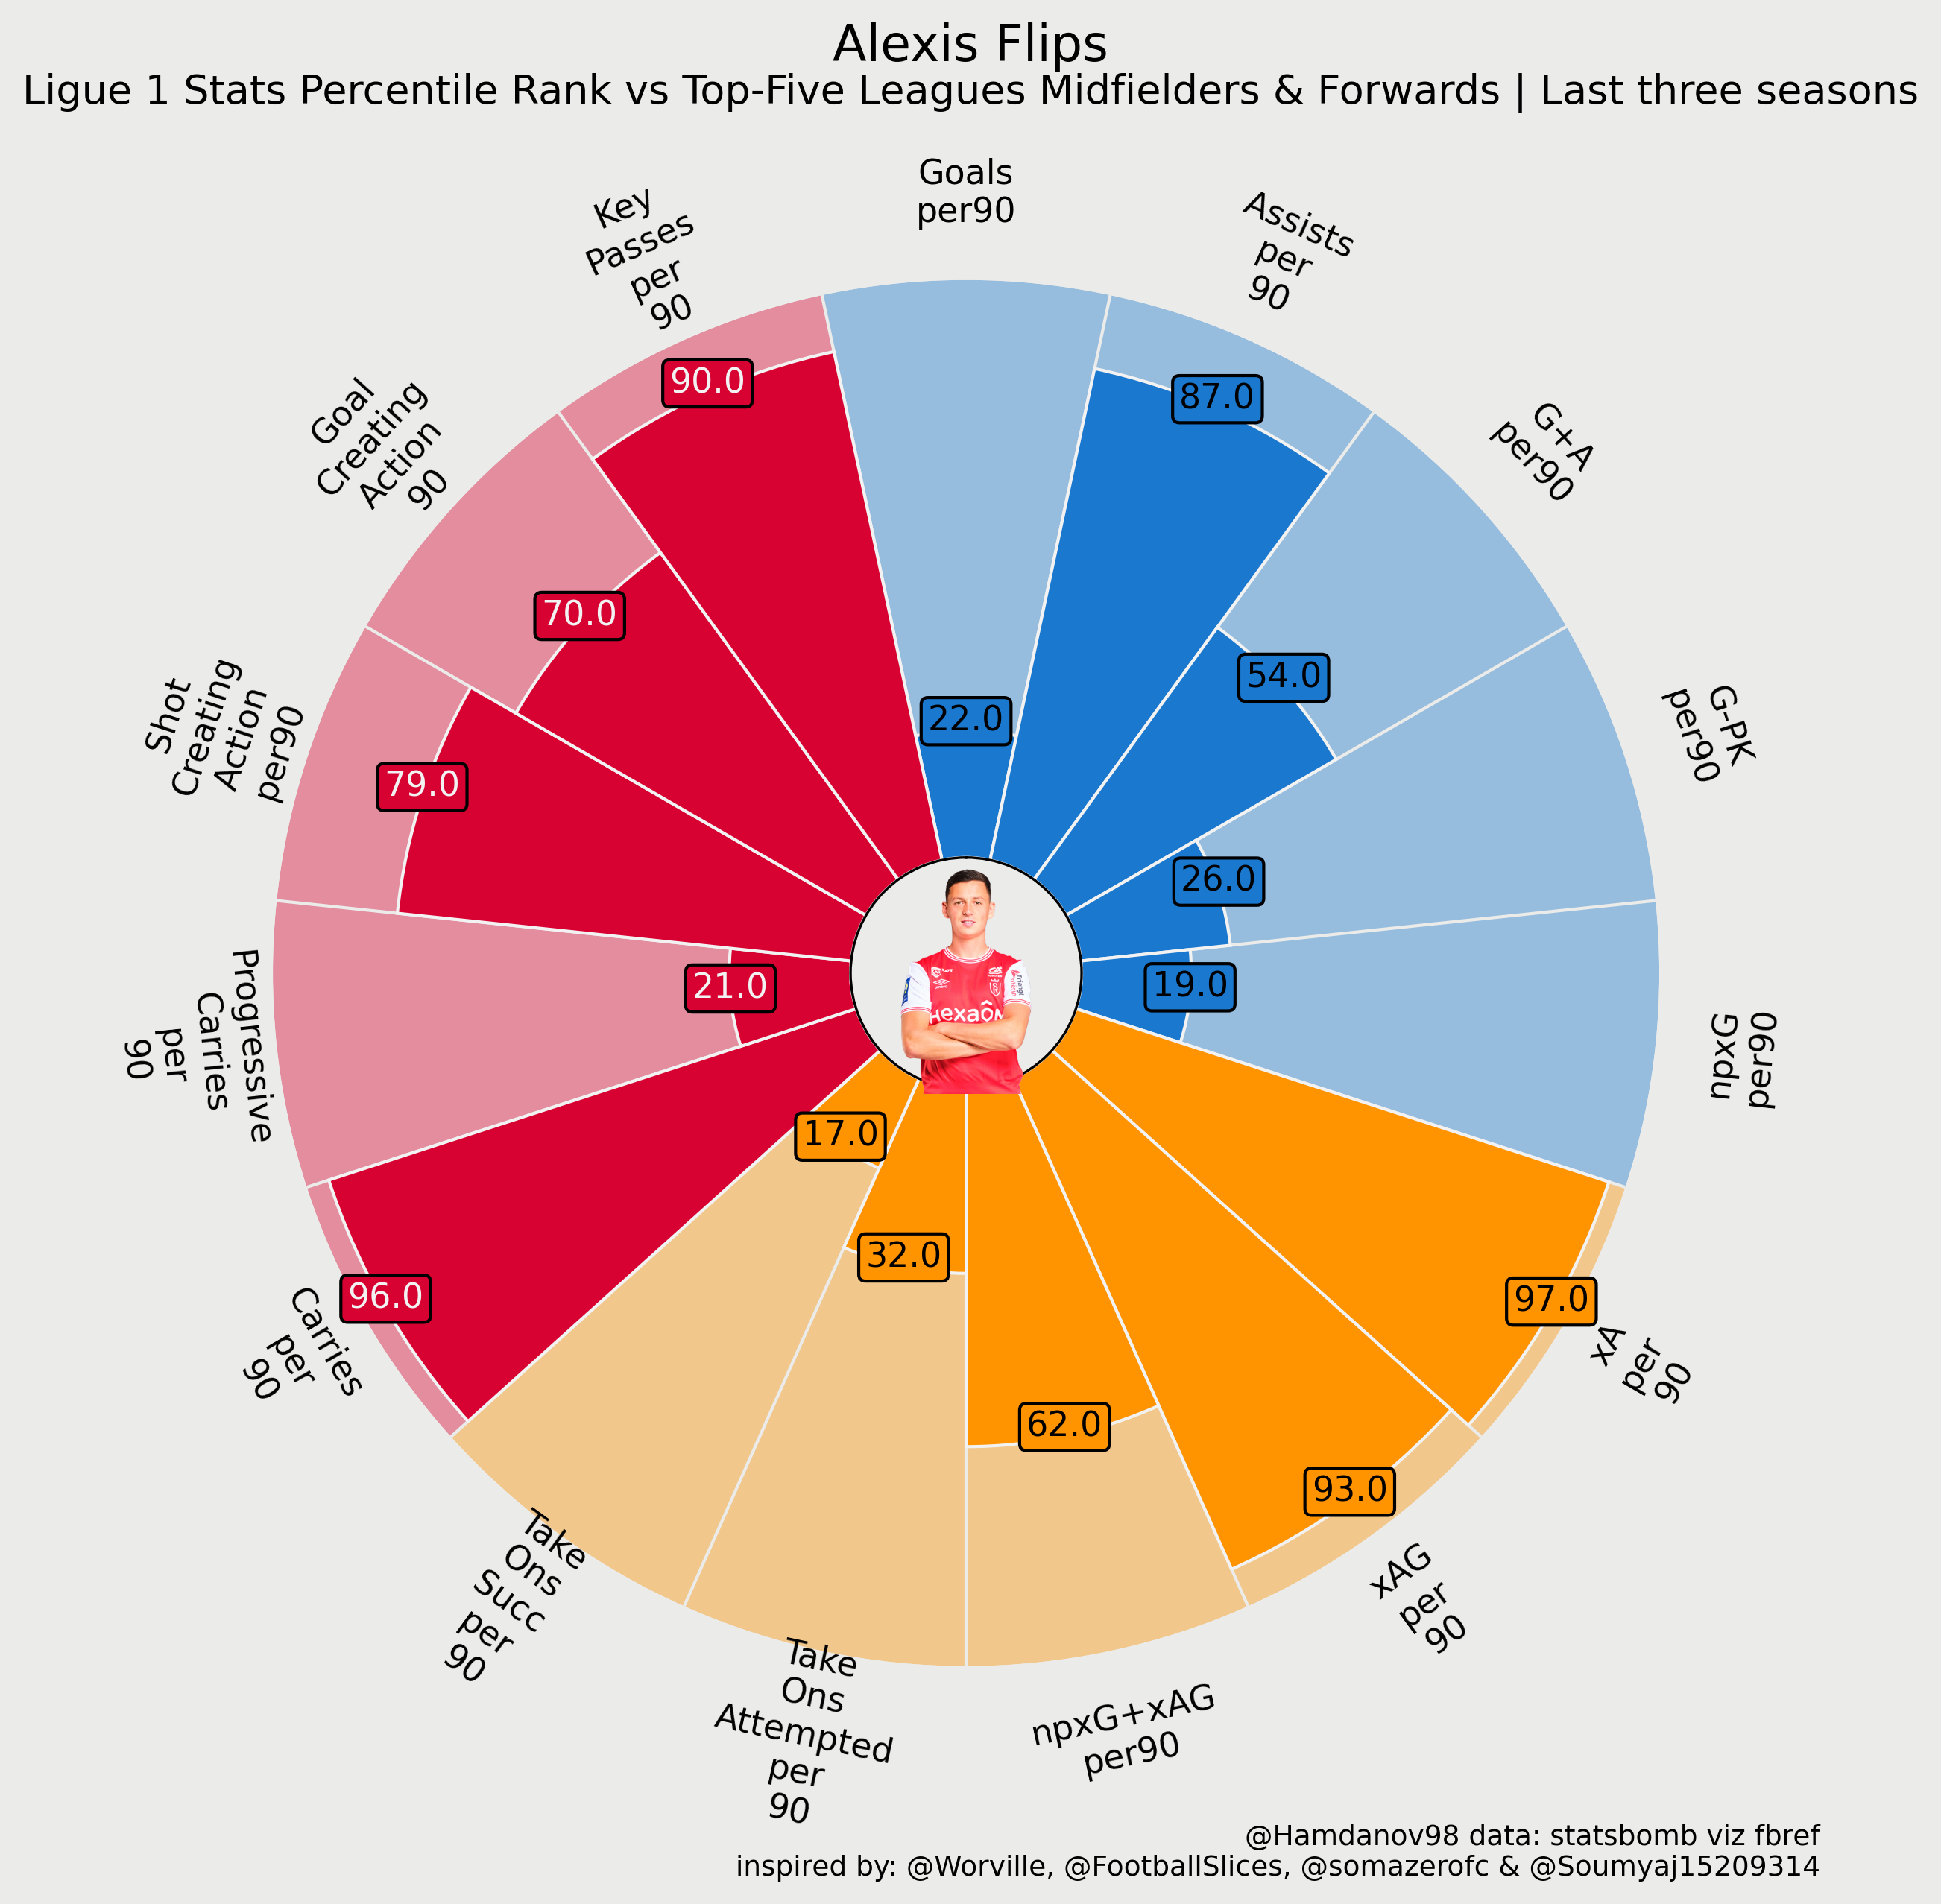 Alexis Flips
Ligue 1 Stats Percentile Rank vs Top-Five Leagues Midfielders & Forwards | Last three seasons
Goals
per90
22.0
Assists
per
90
87.0
G+A
per90
54.0
G-PK
per90
26.0
npxG
per90
19.0
xA
per
90
97.0
xAG
per
90
93.0
npxG+xAG
per90
62.0
Take
Ons
Attempted
per
90
32.0
Take
Ons
Succ
per
90
17.0
Carries
per
90
96.0
Progressive
Carries
per
90
21.0
Shot
Creating
Action
per90
79.0
Goal
Creating
Action
90
70.0
Key
Passes
per
90
90.0
HexaOM
@Hamdanov98 data: statsbomb viz fbref
inspired by: @Worville, @FootballSlices, @somazerofc & @Soumyaj15209314